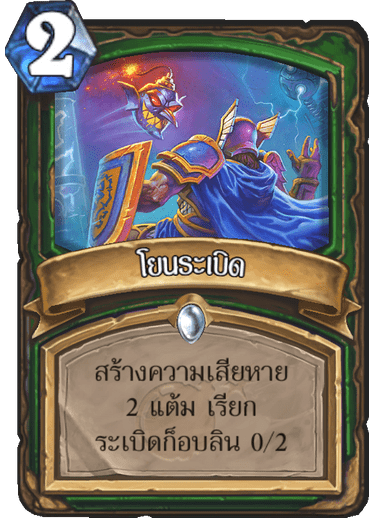 2
โยนระเบิด
สร้างความเสียหาย
2 แต้ม เรียก
ระเบิดก็อบลิน 0/2